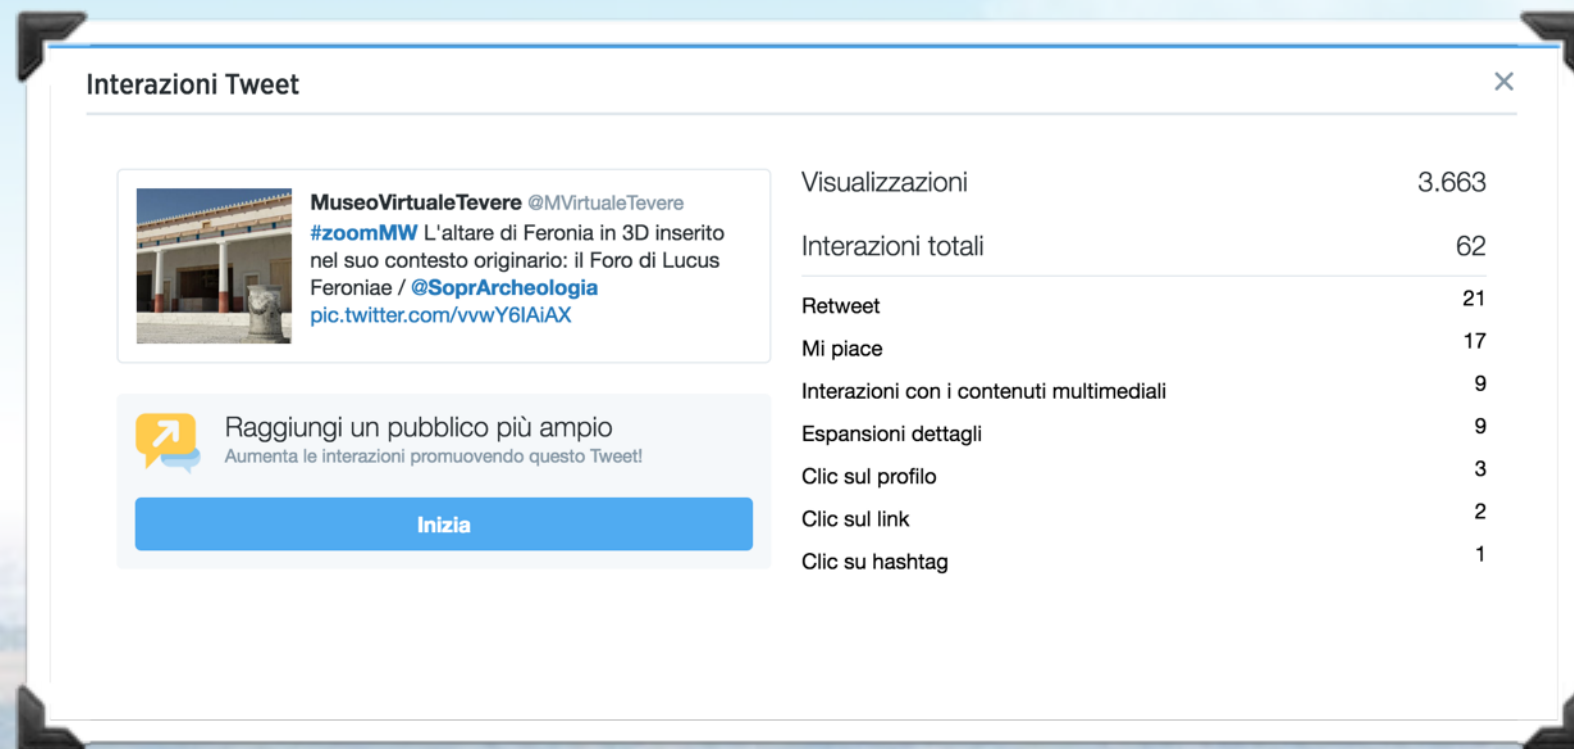 Interazioni Tweet
MuseoVirtualeTevere @MVirtualeTevere
#zoomMW L'altare di Feronia in 3D inserito
nel suo contesto originario: il Foro di Lucus
Feroniae / @SoprArcheologia
pic.twitter.com/vvwY6IAiAX
Raggiungi un pubblico più ampio
Aumenta le interazioni promuovendo questo Tweet!
Inizia
Visualizzazioni 3.663
Interazioni totali 62
Retweet 21
Mi piace 17
Interazioni con i contenuti multimediali 9
Espansioni dettagli 9
Clic sul profilo 3
Clic sul link 2
Clic su hashtag 1